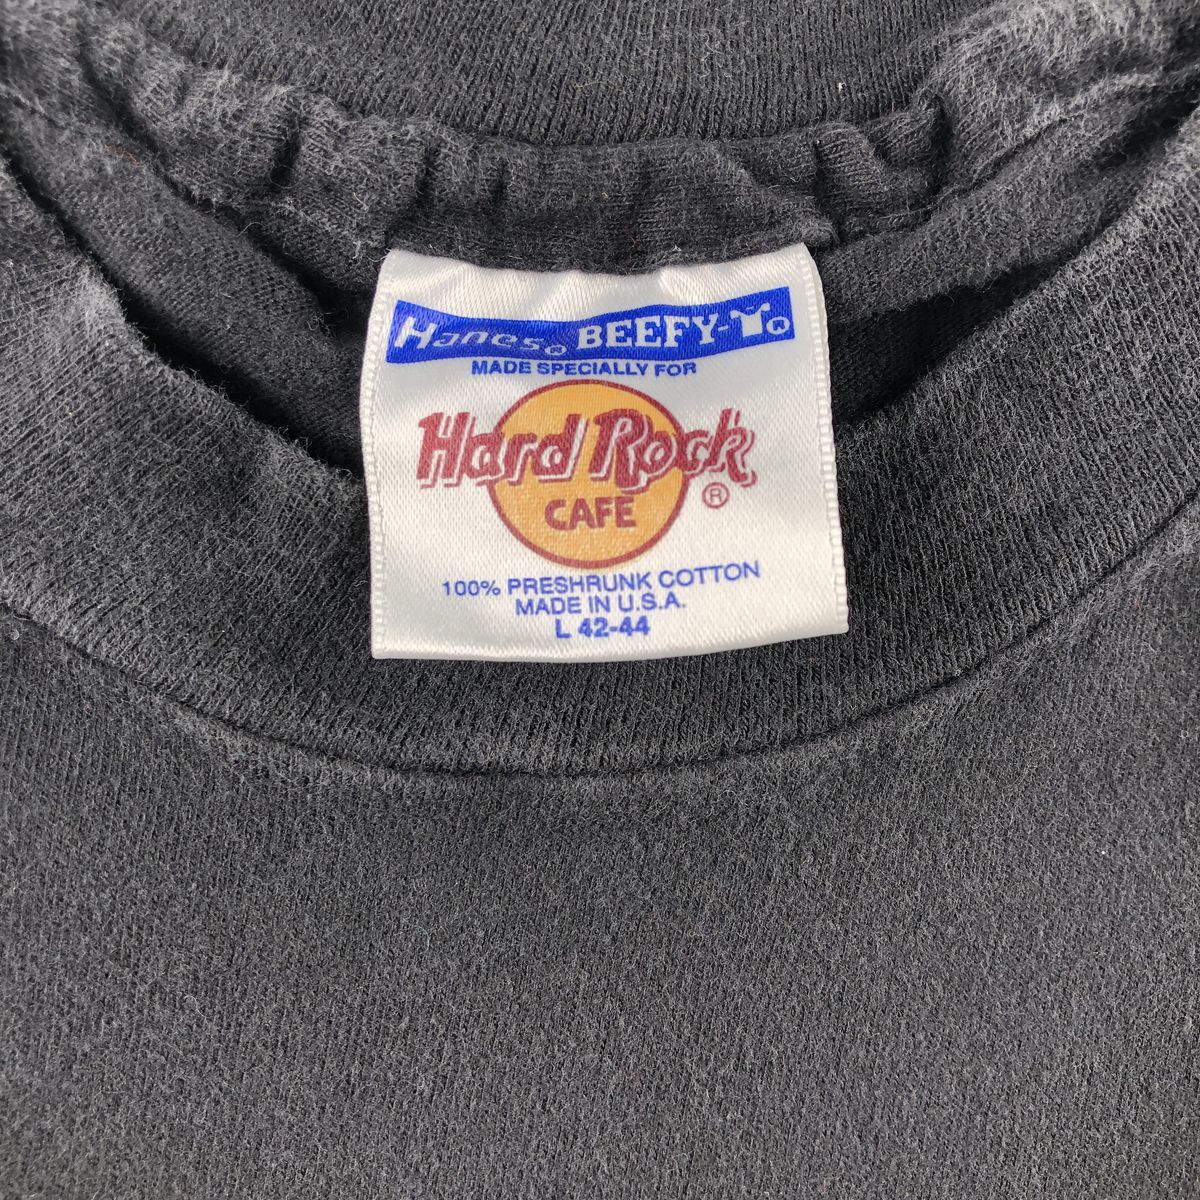 Hanes® BEEFY-T®
MADE SPECIALLY FOR
Hard Rock
CAFE ®
100% PRESHRUNK COTTON
MADE IN U.S.A.
L 42-44